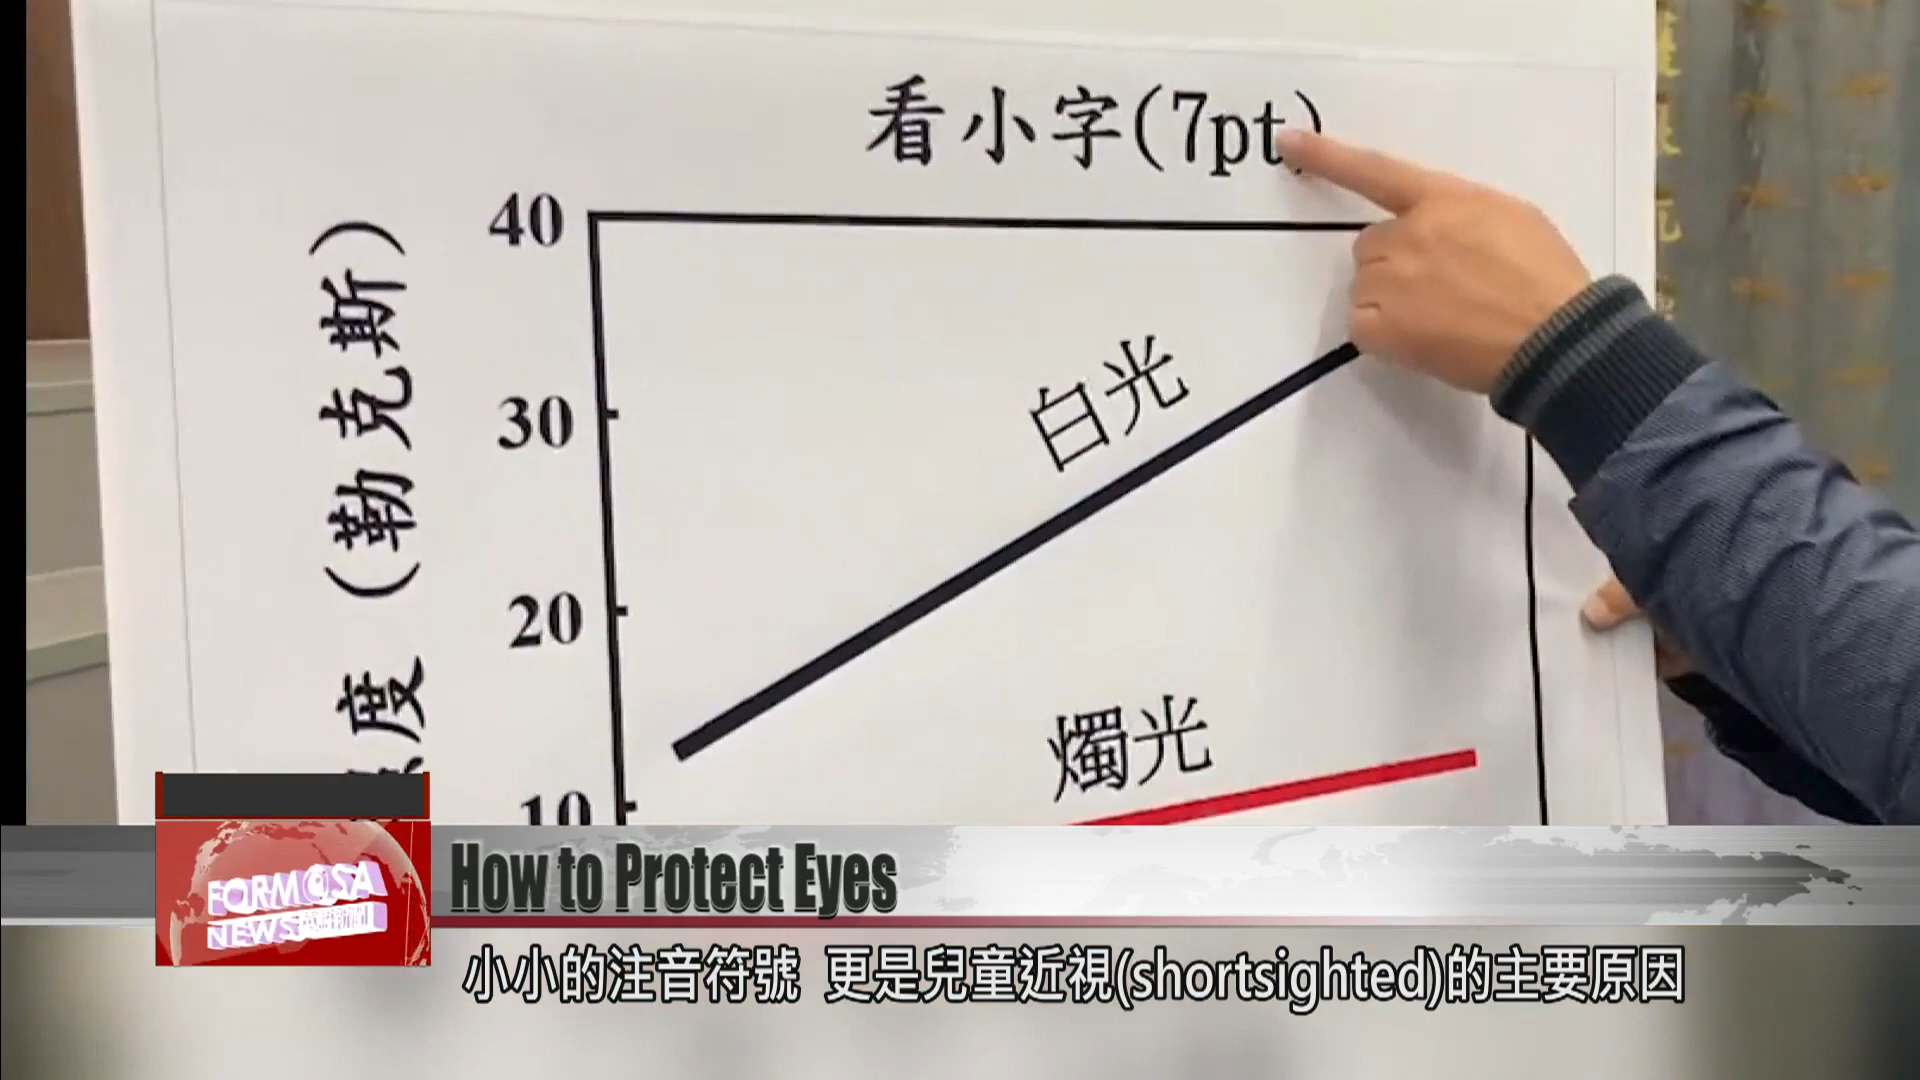 看小字(7pt)
40
30
20
10
度（勒克斯）
白光
燭光
How to Protect Eyes
FORMOSA
NEWS
小小的注音符號 更是兒童近視(shortsighted)的主要原因